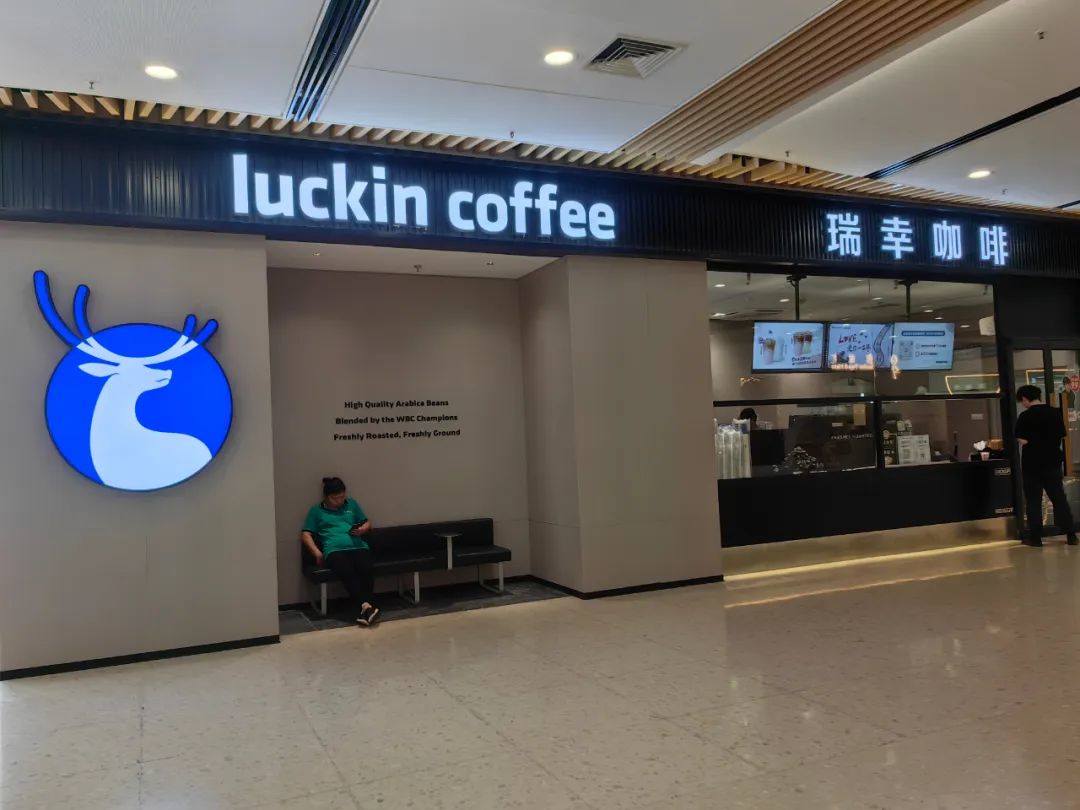 luckin coffee
瑞幸咖啡
High Quality Arabica Beans
Blended by the WBC Champions
Freshly Roasted, Freshly Ground
LOVE